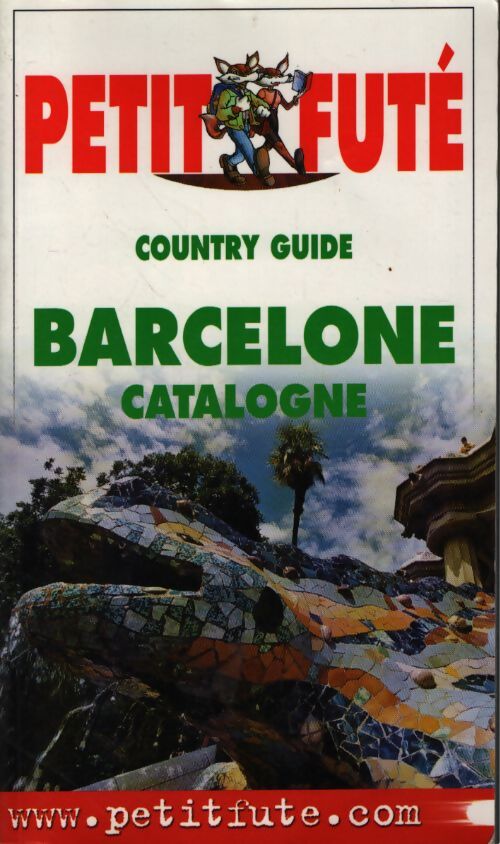 PETIT FUTÉ
COUNTRY GUIDE
BARCELONE
CATALOGNE
www.petitfute.com